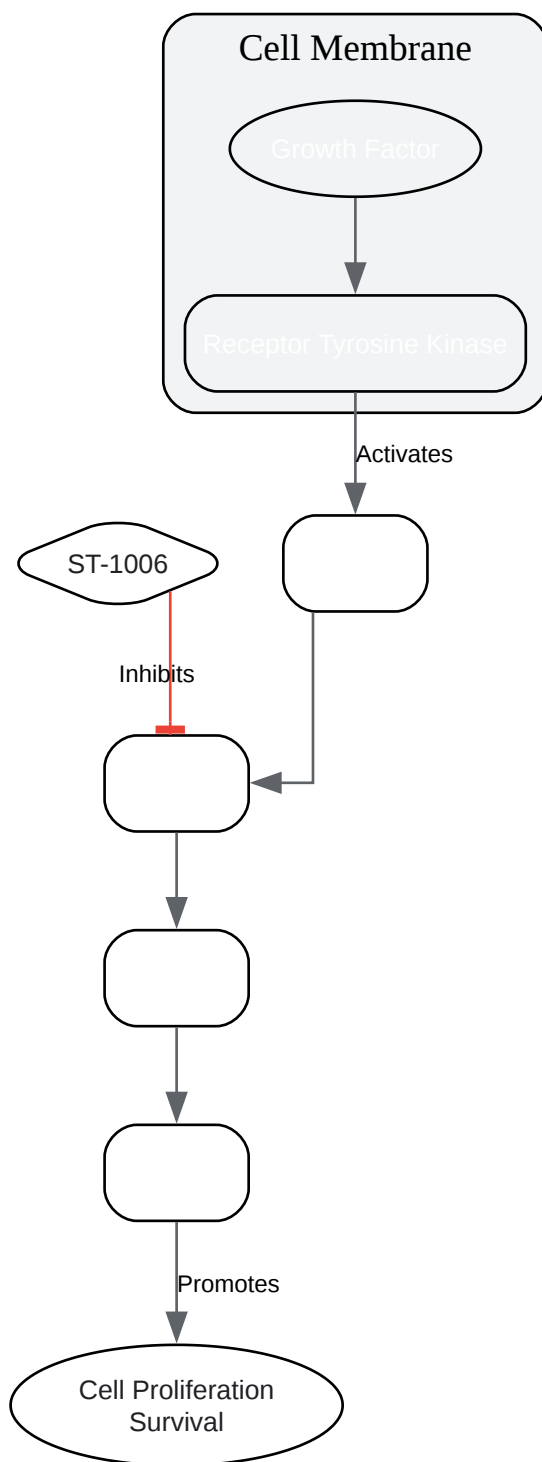 Cell Membrane
Growth Factor
Receptor Tyrosine Kinase
Activates
ST-1006
Inhibits
Promotes
Cell Proliferation
Survival